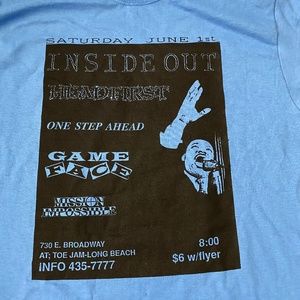 SATURDAY JUNE 1st
INSIDE OUT
HEADFIRST
ONE STEP AHEAD
GAME
FACE
MISSION
IMPOSSIBLE
730 E. BROADWAY
AT; TOE JAM-LONG BEACH
INFO 435-7777
8:00
$6 w/flyer